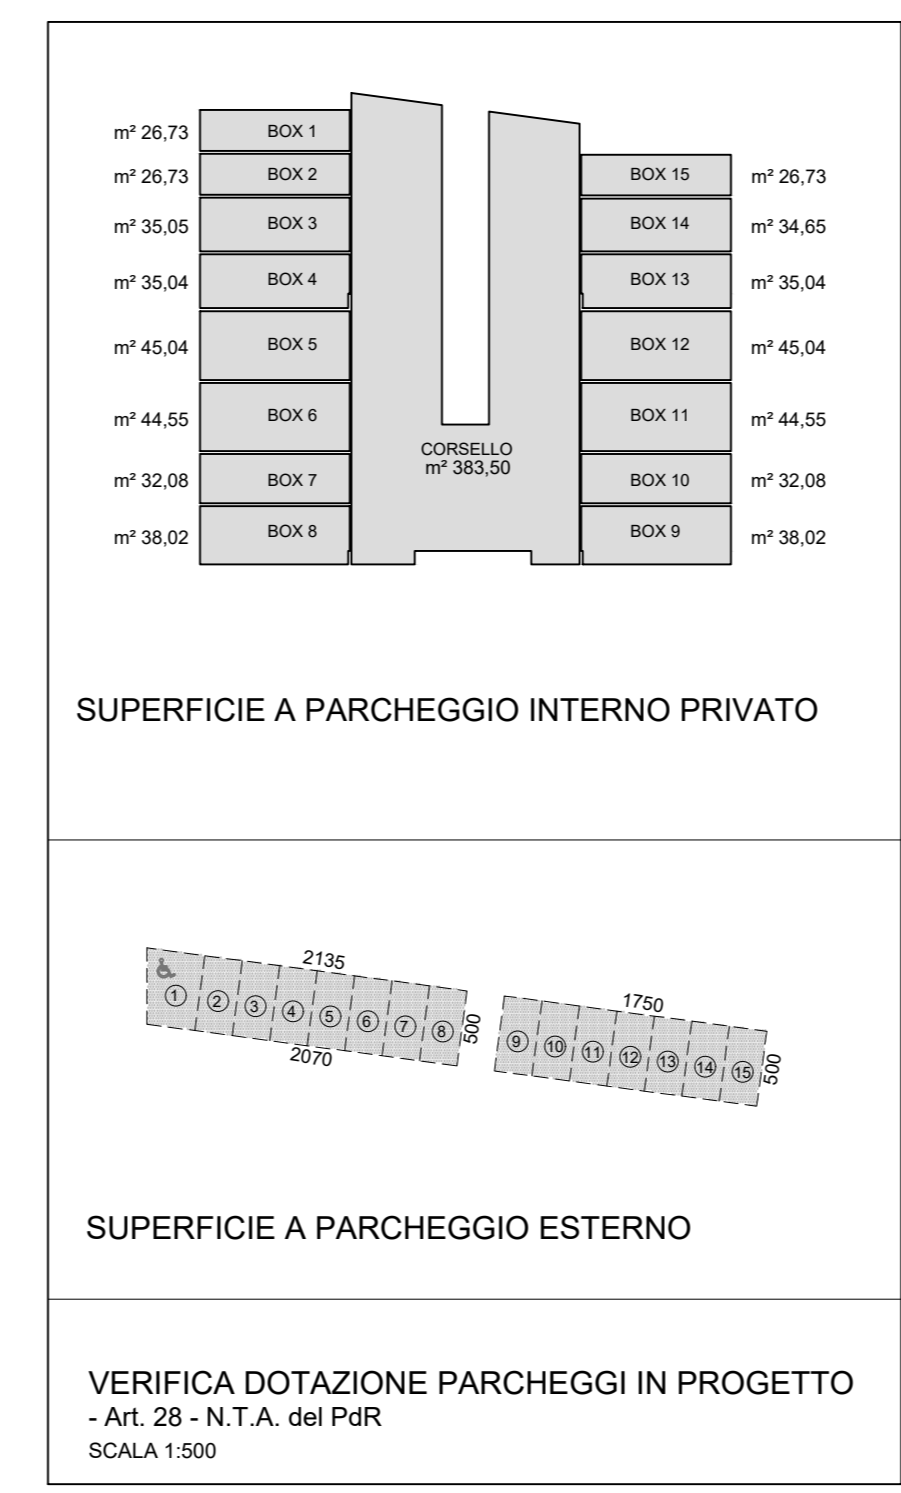 m² 26,73 BOX 1
m² 26,73 BOX 2 BOX 15 m² 26,73
m² 35,05 BOX 3 BOX 14 m² 34,65
m² 35,04 BOX 4 BOX 13 m² 35,04
m² 45,04 BOX 5 BOX 12 m² 45,04
m² 44,55 BOX 6 BOX 11 m² 44,55
CORSELLO
m² 383,50
m² 32,08 BOX 7 BOX 10 m² 32,08
m² 38,02 BOX 8 BOX 9 m² 38,02
SUPERFICIE A PARCHEGGIO INTERNO PRIVATO
2135
1 2 3 4 5 6 7 8
500
2070
1750
9 10 11 12 13 14 15
500
SUPERFICIE A PARCHEGGIO ESTERNO
VERIFICA DOTAZIONE PARCHEGGI IN PROGETTO
- Art. 28 - N.T.A. del PdR
SCALA 1:500